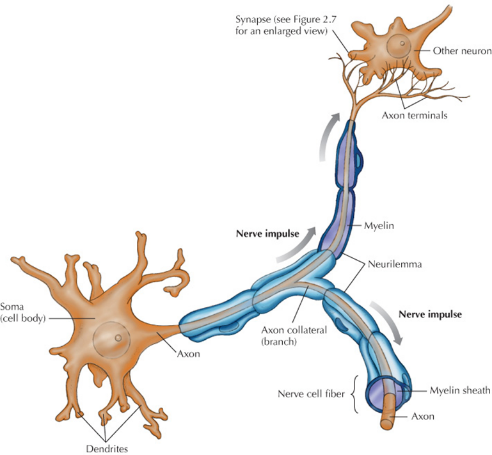 Synapse (see Figure 2.7
for an enlarged view)
Other neuron
Axon terminals
Myelin
Nerve impulse
Neurilemma
Soma
(cell body)
Axon collateral
(branch)
Nerve impulse
Axon
Nerve cell fiber
Myelin sheath
Axon
Dendrites